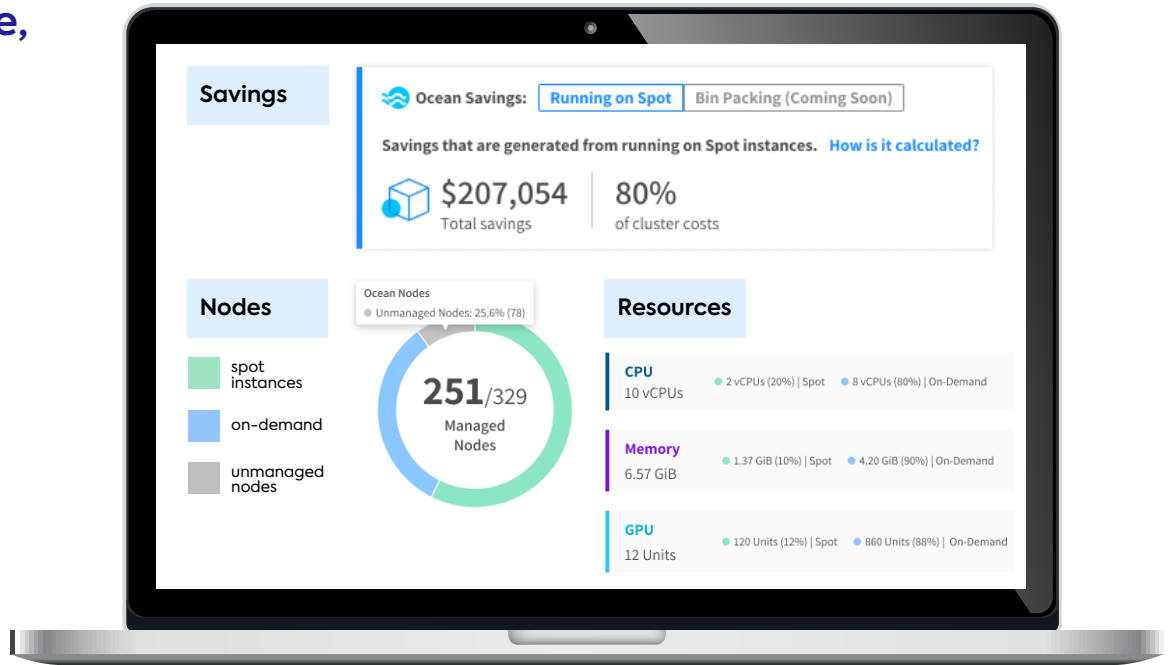 e,
Savings
Ocean Savings: Running on Spot Bin Packing (Coming Soon)
Savings that are generated from running on Spot instances. How is it calculated?
$207,054 80%
Total savings of cluster costs
Nodes
spot
instances
on-demand
unmanaged
nodes
Ocean Nodes
Unmanaged Nodes: 25.6% (78)
251/329
Managed
Nodes
Resources
CPU
10 vCPUs
2 vCPUs (20%) | Spot 8 vCPUs (80%) | On-Demand
Memory
6.57 GiB
1.37 GiB (10%) | Spot 4.20 GiB (90%) | On-Demand
GPU
12 Units
120 Units (12%) | Spot 860 Units (88%) | On-Demand